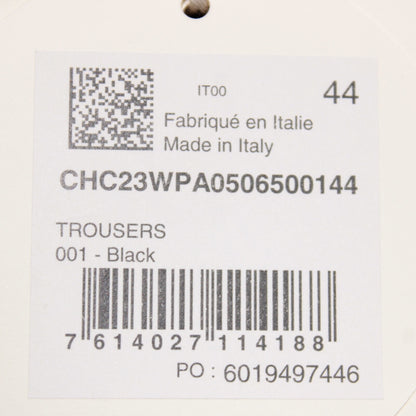 IT00 44
Fabriqué en Italie
Made in Italy
CHC23WPA0506500144
TROUSERS
001 - Black
7 614027 114188
PO : 6019497446